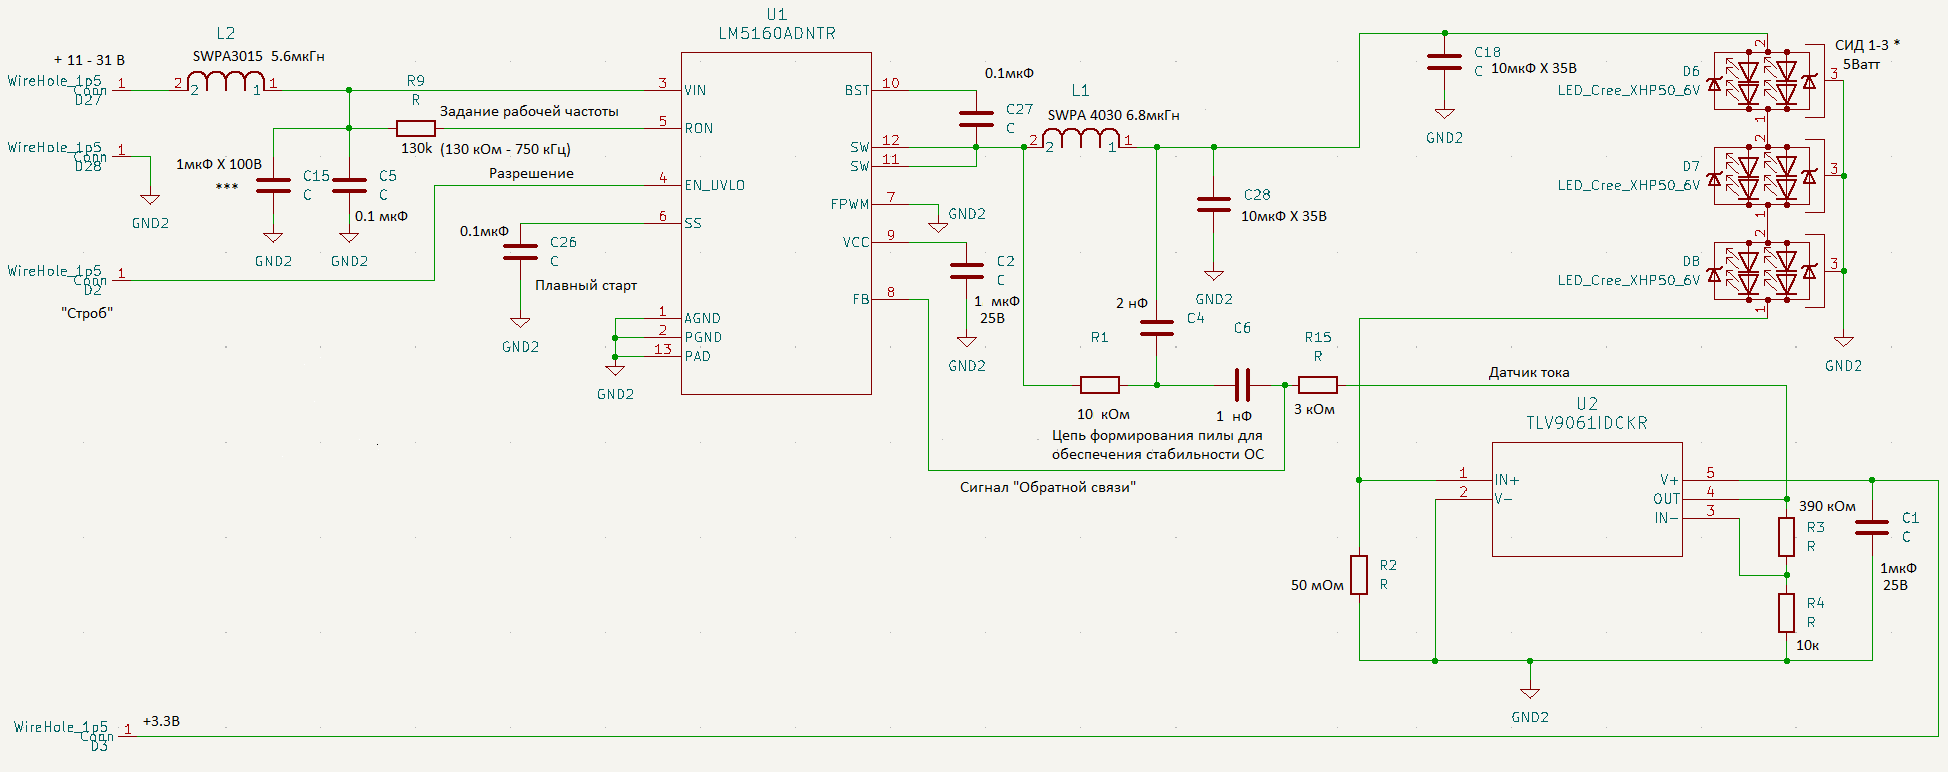 L2
SWPA3015 5.6мкГн
+ 11 - 31 В
WireHole_1p5
Conn
D27
1
2
2
1
1
R9
R
Задание рабочей частоты
130k
(130 кОм - 750 кГц)
Разрешение
WireHole_1p5
Conn
D28
1
GND2
1мкФ X 100В
***
C15
C
C5
C
0.1 мкФ
GND2
GND2
WireHole_1p5
Conn
D2
1
"Строб"
0.1мкФ
C26
C
Плавный старт
GND2
GND2
U1
LM5160ADNTR
3
VIN
5
RON
4
EN_UVLO
6
SS
1
AGND
2
PGND
13
PAD
BST
10
SW
12
SW
11
FPWM
7
VCC
9
FB
8
0.1мкФ
C27
C
GND2
C2
C
1 мкФ
25В
GND2
L1
SWPA 4030 6.8мкГн
2
2
1
1
C28
10мкФ X 35В
GND2
2 нФ
C4
C6
R1
10 кОм
1 нФ
R15
R
3 кОм
Цепь формирования пилы для
обеспечения стабильности ОС
Сигнал "Обратной связи"
C18
C
10мкФ X 35В
GND2
СИД 1-3 *
5Ватт
2
D6
LED_Cree_XHP50_6V
3
1
2
D7
LED_Cree_XHP50_6V
3
1
2
D8
LED_Cree_XHP50_6V
3
1
GND2
Датчик тока
U2
TLV9061IDCKR
1
IN+
2
V-
V+
5
OUT
4
IN-
3
390 кОм
R3
R
C1
C
1мкФ
25В
50 мОм
R2
R
R4
R
10к
GND2
WireHole_1p5
Conn
D3
1
+3.3В